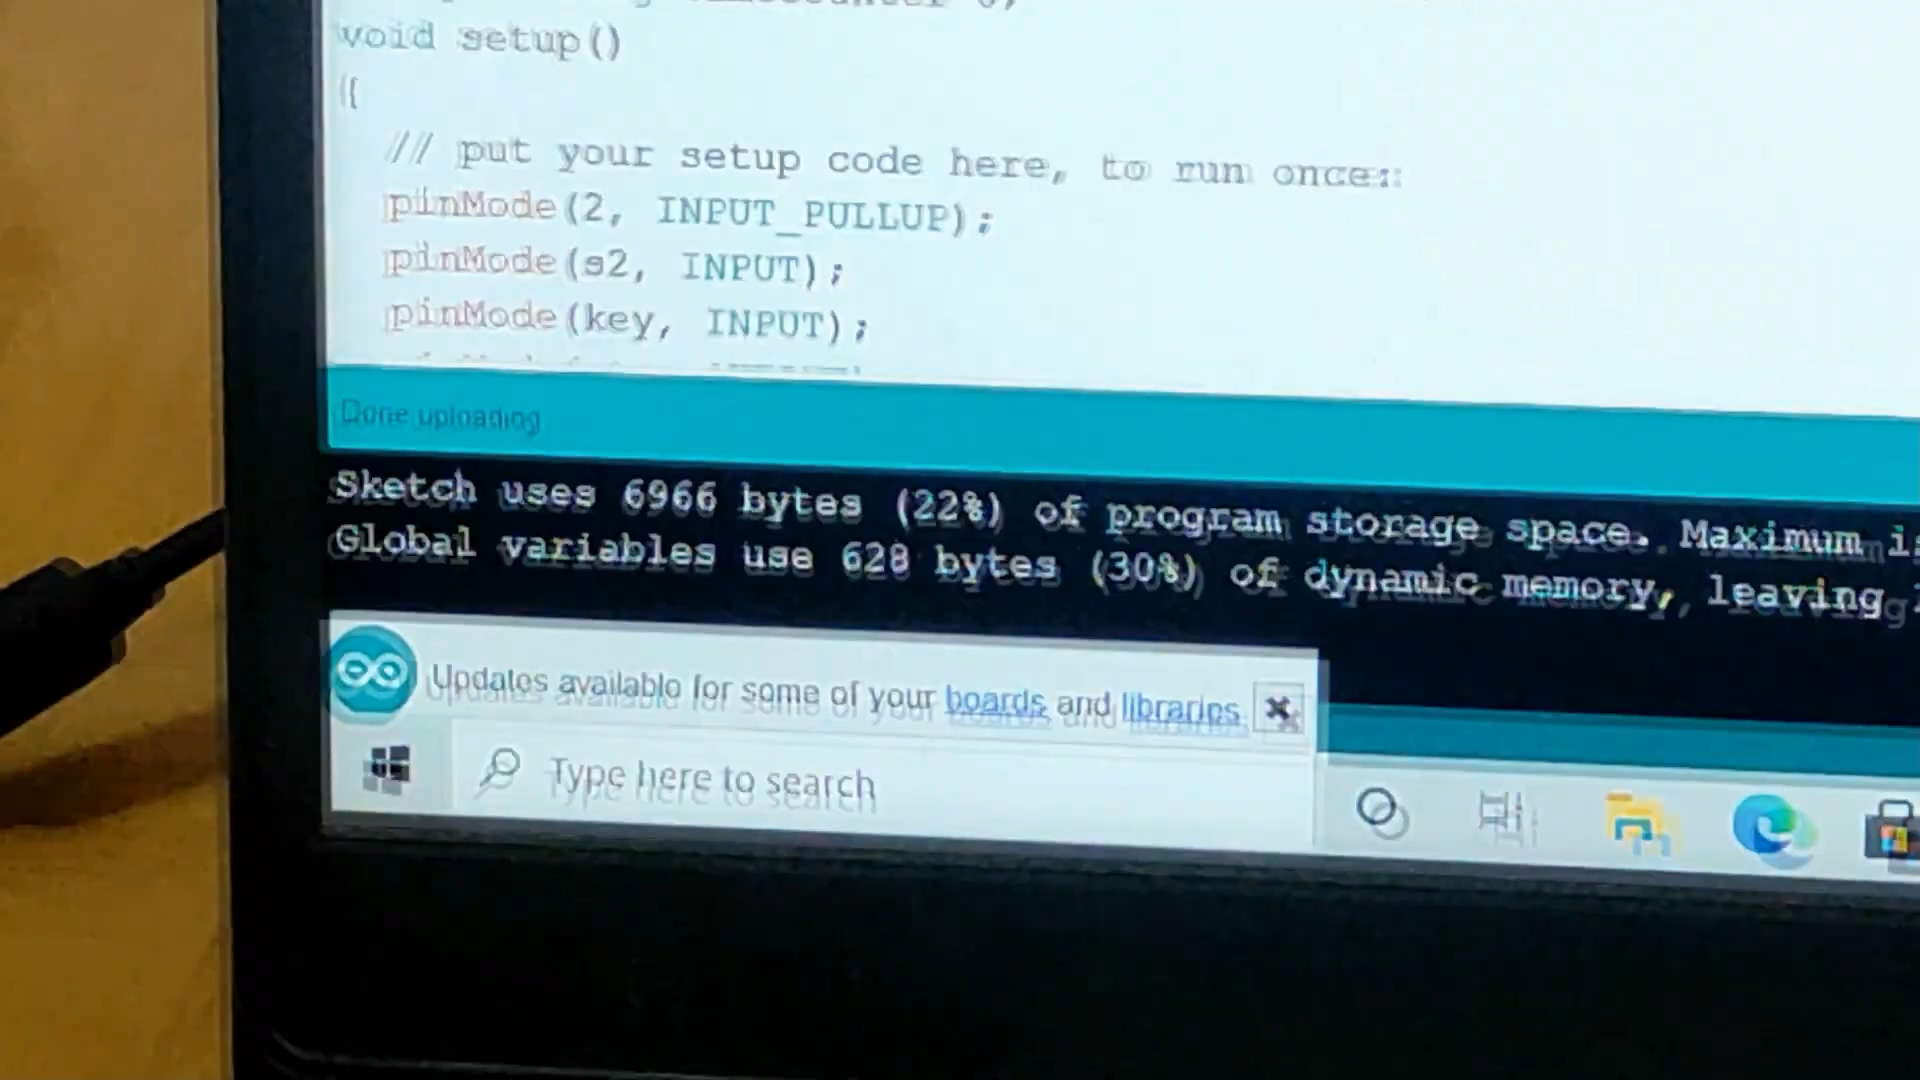 void setup()
{
// put your setup code here, to run once:
pinMode(2, INPUT_PULLUP);
pinMode(s2, INPUT);
pinMode(key, INPUT);
Done uploading
Sketch uses 6966 bytes (22%) of program storage space. Maximum
Global variables use 628 bytes (30%) of dynamic memory, leaving
Updates available for some of your boards and libraries
Type here to search